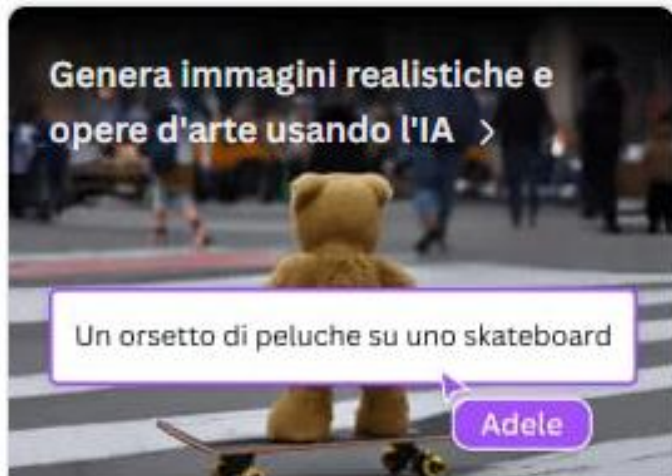 Genera immagini realistiche e
opere d'arte usando l'IA >
Un orsetto di peluche su uno skateboard
Adele